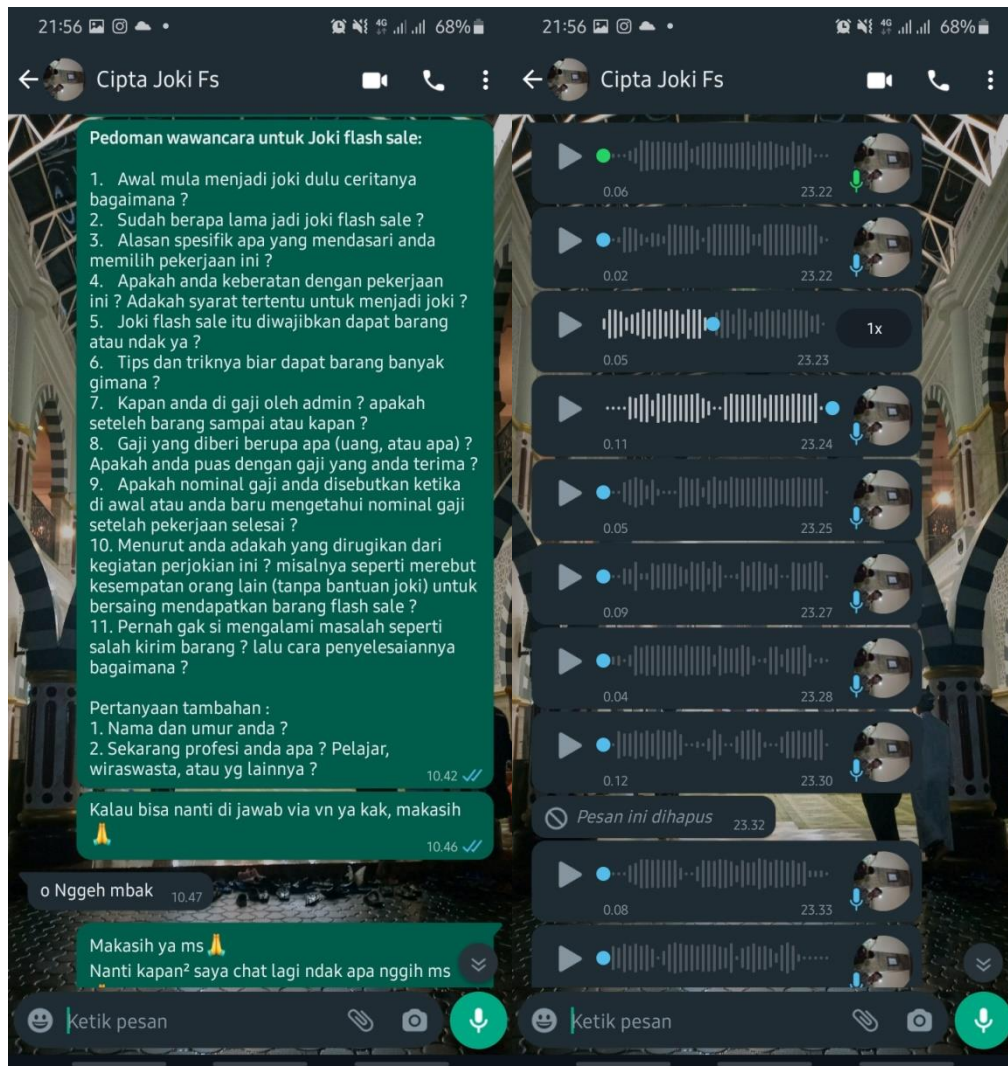 21:56
68%
Cipta Joki Fs
Pedoman wawancara untuk Joki flash sale:
1. Awal mula menjadi joki dulu ceritanya
bagaimana ?
2. Sudah berapa lama jadi joki flash sale ?
3. Alasan spesifik apa yang mendasari anda
memilih pekerjaan ini ?
4. Apakah anda keberatan dengan pekerjaan
ini ? Adakah syarat tertentu untuk menjadi joki ?
5. Joki flash sale itu diwajibkan dapat barang
atau ndak ya ?
6. Tips dan triknya biar dapat barang banyak
gimana ?
7. Kapan anda di gaji oleh admin ? apakah
seteleh barang sampai atau kapan ?
8. Gaji yang diberi berupa apa (uang, atau apa) ?
Apakah anda puas dengan gaji yang anda terima ?
9. Apakah nominal gaji anda disebutkan ketika
di awal atau anda baru mengetahui nominal gaji
setelah pekerjaan selesai ?
10. Menurut anda adakah yang dirugikan dari
kegiatan perjokian ini ? misalnya seperti merebut
kesempatan orang lain (tanpa bantuan joki) untuk
bersaing mendapatkan barang flash sale ?
11. Pernah gak si mengalami masalah seperti
salah kirim barang ? lalu cara penyelesaiannya
bagaimana ?
Pertanyaan tambahan :
1. Nama dan umur anda ?
2. Sekarang profesi anda apa ? Pelajar,
wiraswasta, atau yg lainnya ?
10.42
Kalau bisa nanti di jawab via vn ya kak, makasih
🙏
10.46
o Nggeh mbak 10.47
Makasih ya ms 🙏
Nanti kapan² saya chat lagi ndak apa nggih ms
Ketik pesan
21:56
4G 68%
Cipta Joki Fs
0.06 23.22
0.02 23.22
1x
0.05 23.23
0.11 23.24
0.05 23.25
0.09 23.27
0.04 23.28
0.12 23.30
Pesan ini dihapus 23.32
0.08 23.33
Ketik pesan